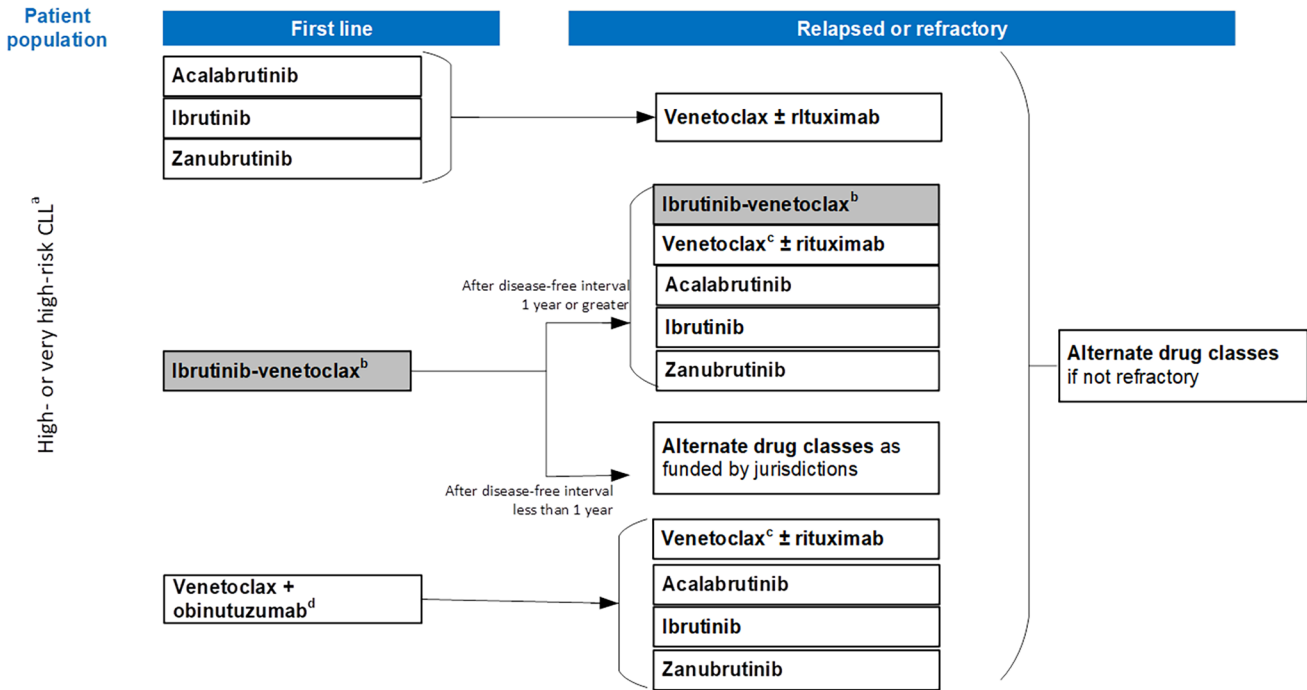 Patient
population
First line
Relapsed or refractory
High- or very high-risk CLLa
Acalabrutinib
Ibrutinib
Zanubrutinib
Venetoclax ± rituximab
Ibrutinib-venetoclaxb
After disease-free interval
1 year or greater
Ibrutinib-venetoclaxb
Venetoclaxc ± rituximab
Acalabrutinib
Ibrutinib
Zanubrutinib
After disease-free interval
less than 1 year
Alternate drug classes as
funded by jurisdictions
Venetoclax +
obinutuzumabd
Venetoclaxc ± rituximab
Acalabrutinib
Ibrutinib
Zanubrutinib
Alternate drug classes
if not refractory